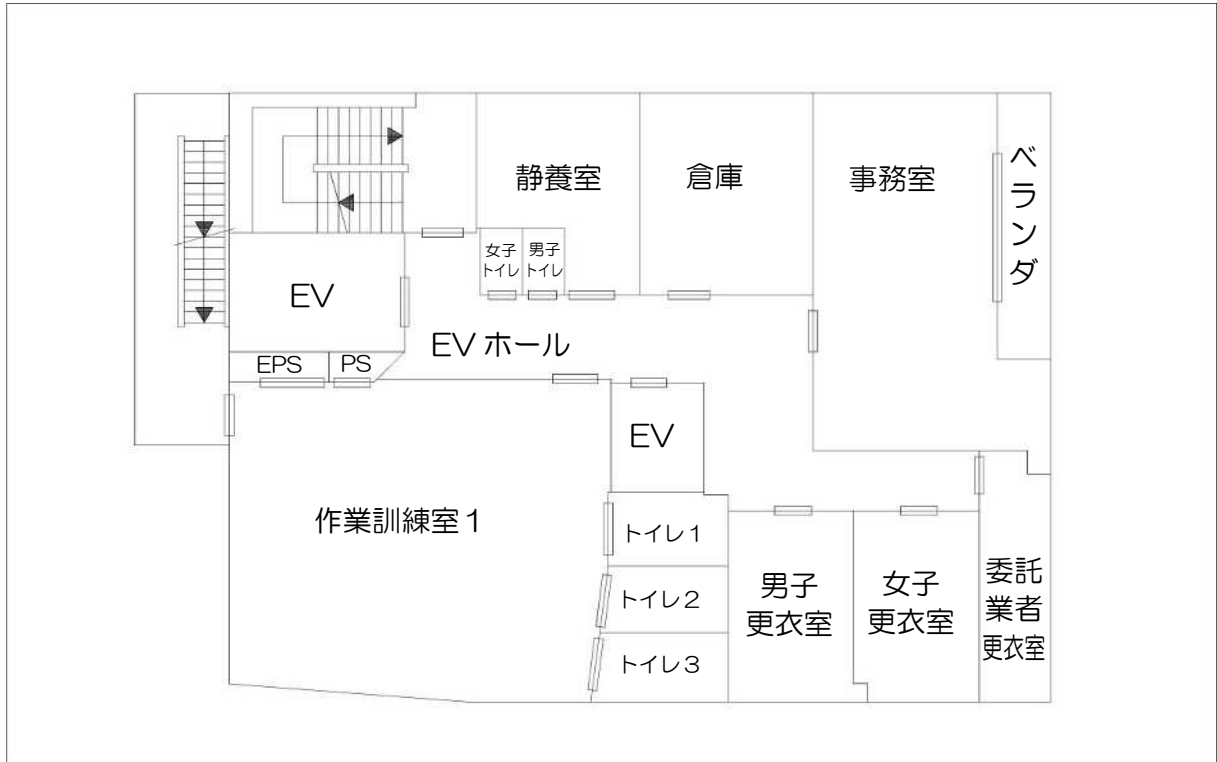 静養室
倉庫
事務室
ベランダ
女子
トイレ
男子
トイレ
EV
EVホール
EPS
PS
EV
作業訓練室1
トイレ1
トイレ2
トイレ3
男子
更衣室
女子
更衣室
委託
業者
更衣室